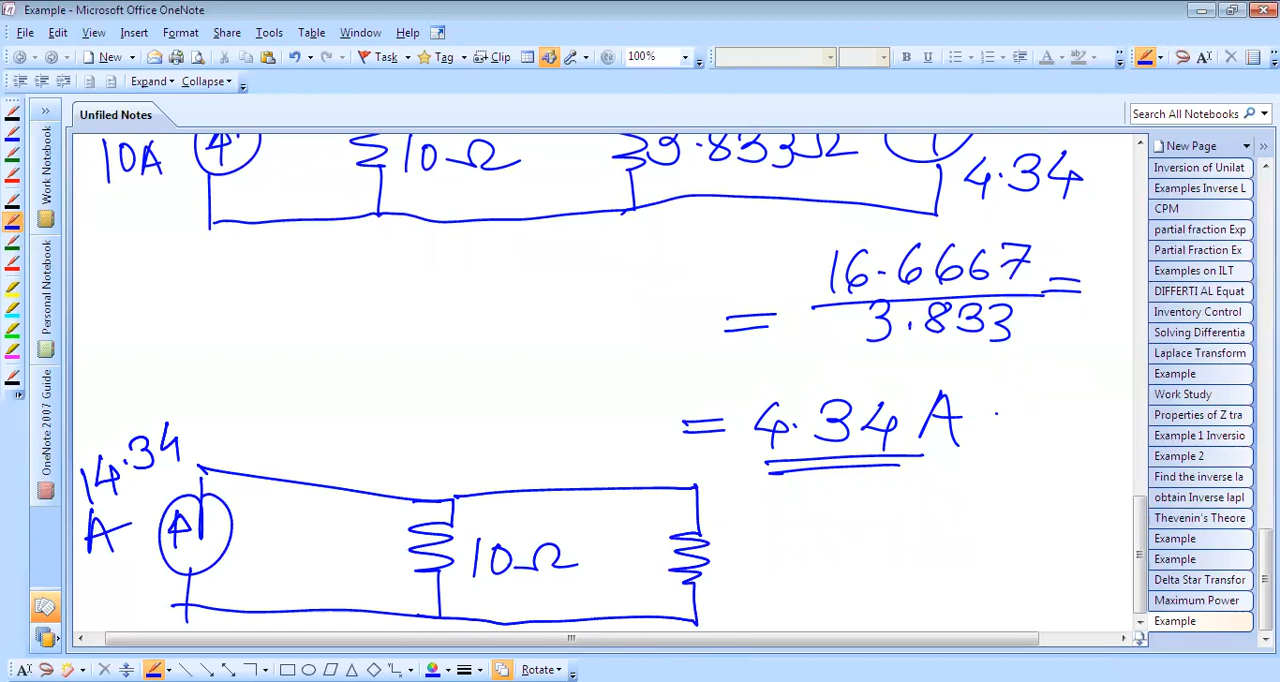 Example - Microsoft Office OneNote
File Edit View Insert Format Share Tools Table Window Help
New Task Tag Clip 100% B I U A
Expand Collapse
Unfiled Notes
Search All Notebooks
Work Notebook
Personal Notebook
OneNote 2007 Guide
New Page
Inversion of Unilat
Examples Inverse L
CPM
partial fraction Exp
Partial Fraction Ex
Examples on ILT
DIFFERTI AL Equat
Inventory Control
Solving Differentia
Laplace Transform
Example
Work Study
Properties of Z tra
Example 1 Inversio
Example 2
Find the inverse la
obtain Inverse lapl
Thevenin's Theore
Example
Example
Delta Star Transfor
Maximum Power
Example
10A 10Ω 3.833Ω 4.34
16.6667
= 3.833 =
= 4.34 A
14.34
A
10Ω
Rotate